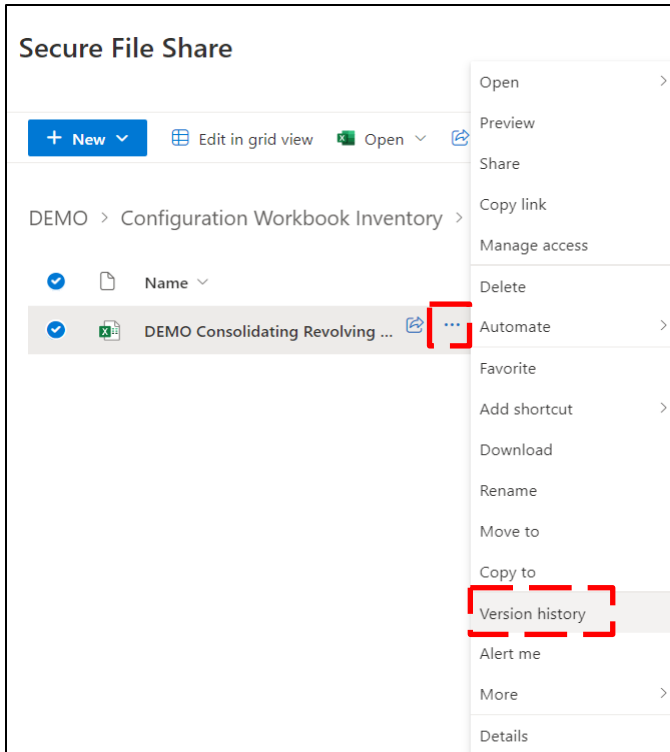 Secure File Share
+ New
Edit in grid view
Open
DEMO > Configuration Workbook Inventory >
Name
DEMO Consolidating Revolving ...
...
Open
Preview
Share
Copy link
Manage access
Delete
Automate
Favorite
Add shortcut
Download
Rename
Move to
Copy to
Version history
Alert me
More
Details